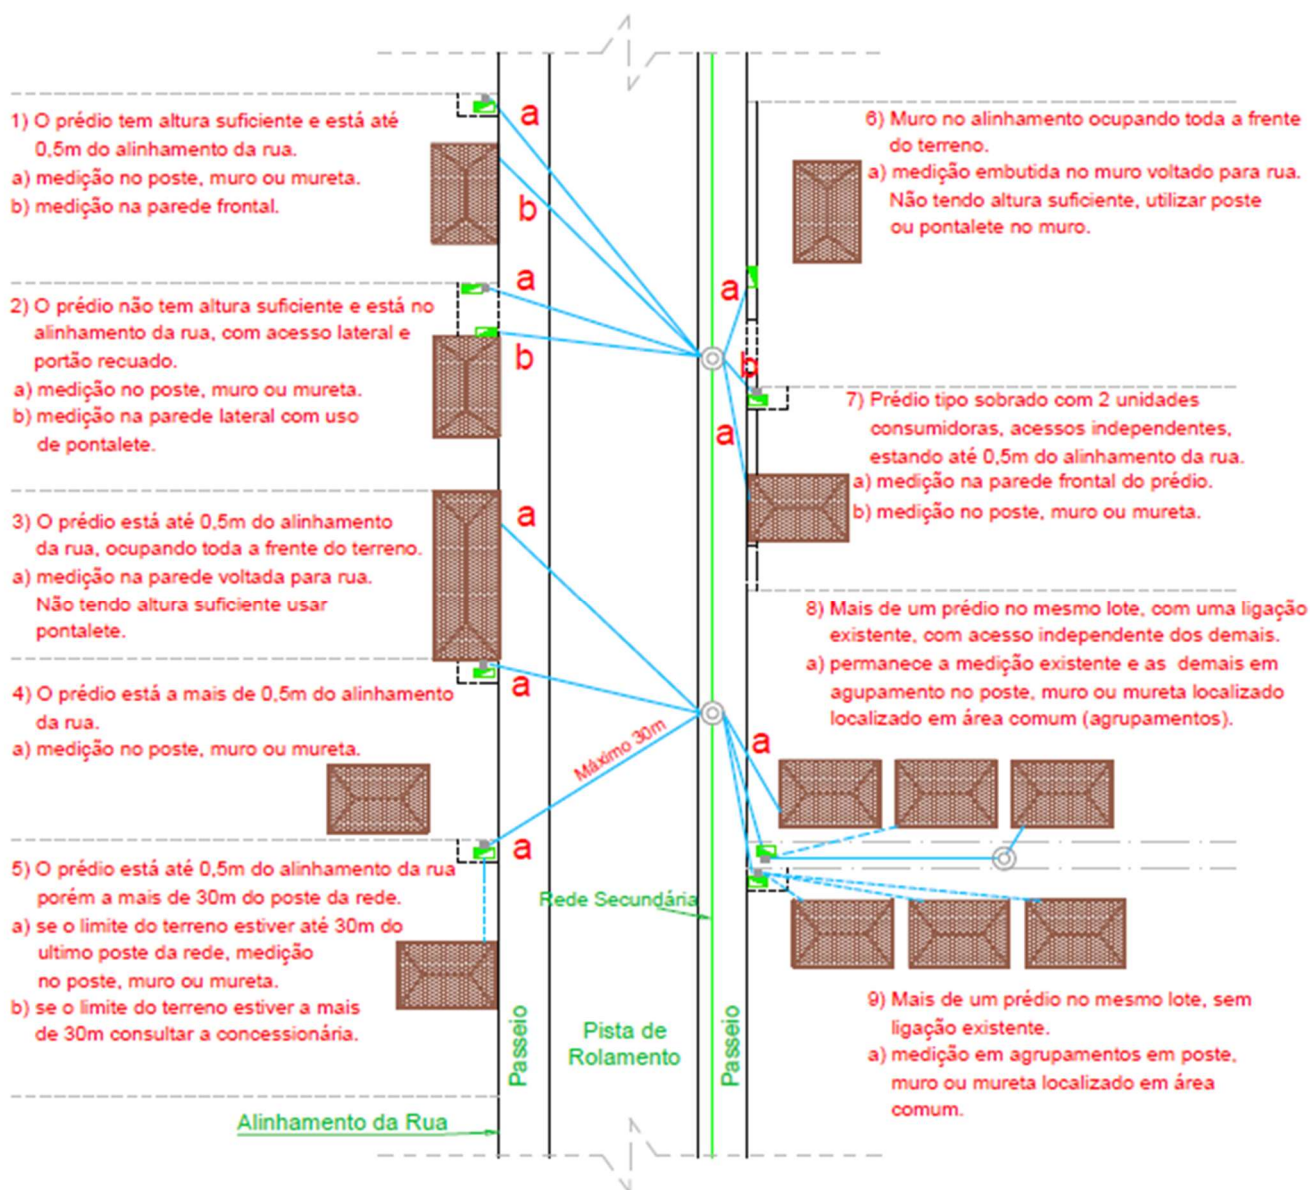 1) O prédio tem altura suficiente e está até
0,5m do alinhamento da rua.
a) medição no poste, muro ou mureta.
b) medição na parede frontal.
2) O prédio não tem altura suficiente e está no
alinhamento da rua, com acesso lateral e
portão recuado.
a) medição no poste, muro ou mureta.
b) medição na parede lateral com uso
de pontalete.
3) O prédio está até 0,5m do alinhamento
da rua, ocupando toda a frente do terreno.
a) medição na parede voltada para rua.
Não tendo altura suficiente usar
pontalete.
4) O prédio está a mais de 0,5m do alinhamento
da rua.
a) medição no poste, muro ou mureta.
5) O prédio está até 0,5m do alinhamento da rua
porém a mais de 30m do poste da rede.
a) se o limite do terreno estiver até 30m do
ultimo poste da rede, medição
no poste, muro ou mureta.
b) se o limite do terreno estiver a mais
de 30m consultar a concessionária.
Alinhamento da Rua
a
b
a
b
a
a
Máximo 30m
a
Passeio
Pista de
Rolamento
Rede Secundária
Passeio
a
b
a
a
6) Muro no alinhamento ocupando toda a frente
do terreno.
a) medição embutida no muro voltado para rua.
Não tendo altura suficiente, utilizar poste
ou pontalete no muro.
7) Prédio tipo sobrado com 2 unidades
consumidoras, acessos independentes,
estando até 0,5m do alinhamento da rua.
a) medição na parede frontal do prédio.
b) medição no poste, muro ou mureta.
8) Mais de um prédio no mesmo lote, com uma ligação
existente, com acesso independente dos demais.
a) permanece a medição existente e as demais em
agupamento no poste, muro ou mureta localizado
localizado em área comum (agrupamentos).
9) Mais de um prédio no mesmo lote, sem
ligação existente.
a) medição em agrupamentos em poste,
muro ou mureta localizado em área
comum.